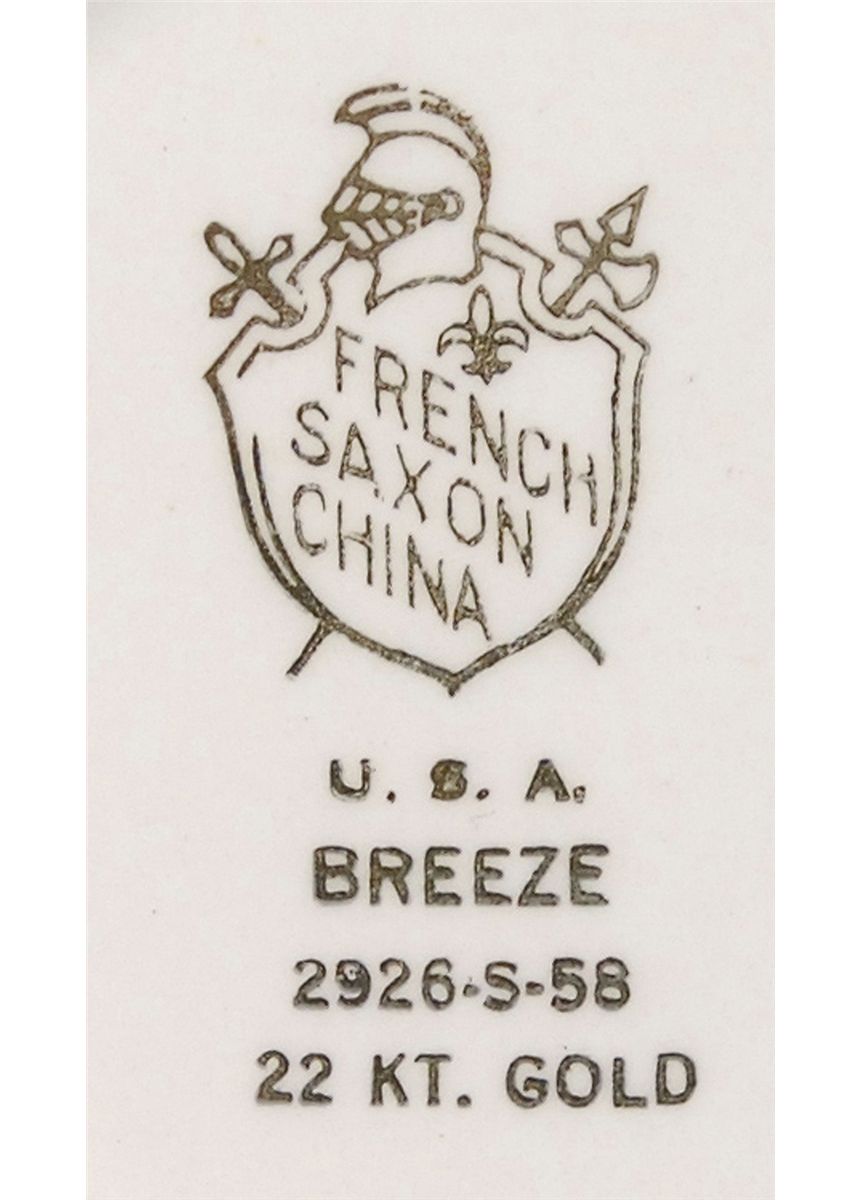 FRENCH
SAXON
CHINA
U. S. A.
BREEZE
2926-S-58
22 KT. GOLD